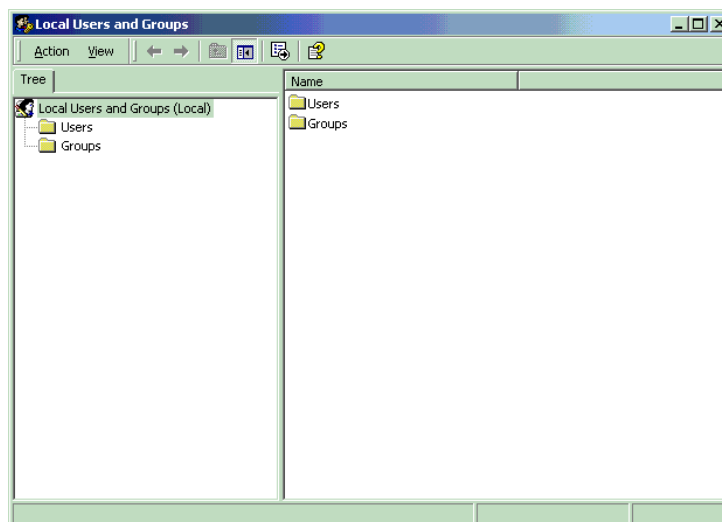 Local Users and Groups
Action View
Tree
Name
Local Users and Groups (Local)
Users
Groups
Users
Groups